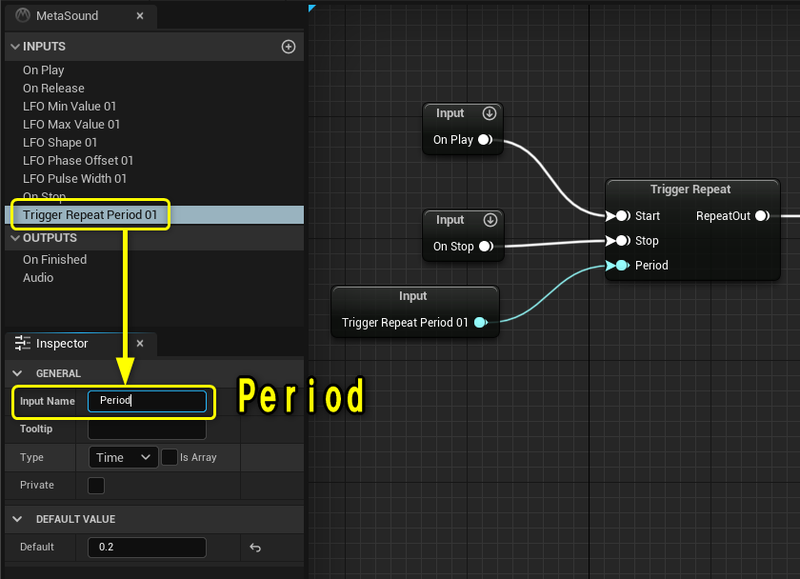 MetaSound
INPUTS
On Play
On Release
LFO Min Value 01
LFO Max Value 01
LFO Shape 01
LFO Phase Offset 01
LFO Pulse Width 01
On Stop
Trigger Repeat Period 01
OUTPUTS
On Finished
Audio
Inspector
GENERAL
Input Name Period
Tooltip
Type Time Is Array
Private
DEFAULT VALUE
Default 0.2
Period
Input
On Play
Input
On Stop
Input
Trigger Repeat Period 01
Trigger Repeat
Start RepeatOut
Stop
Period